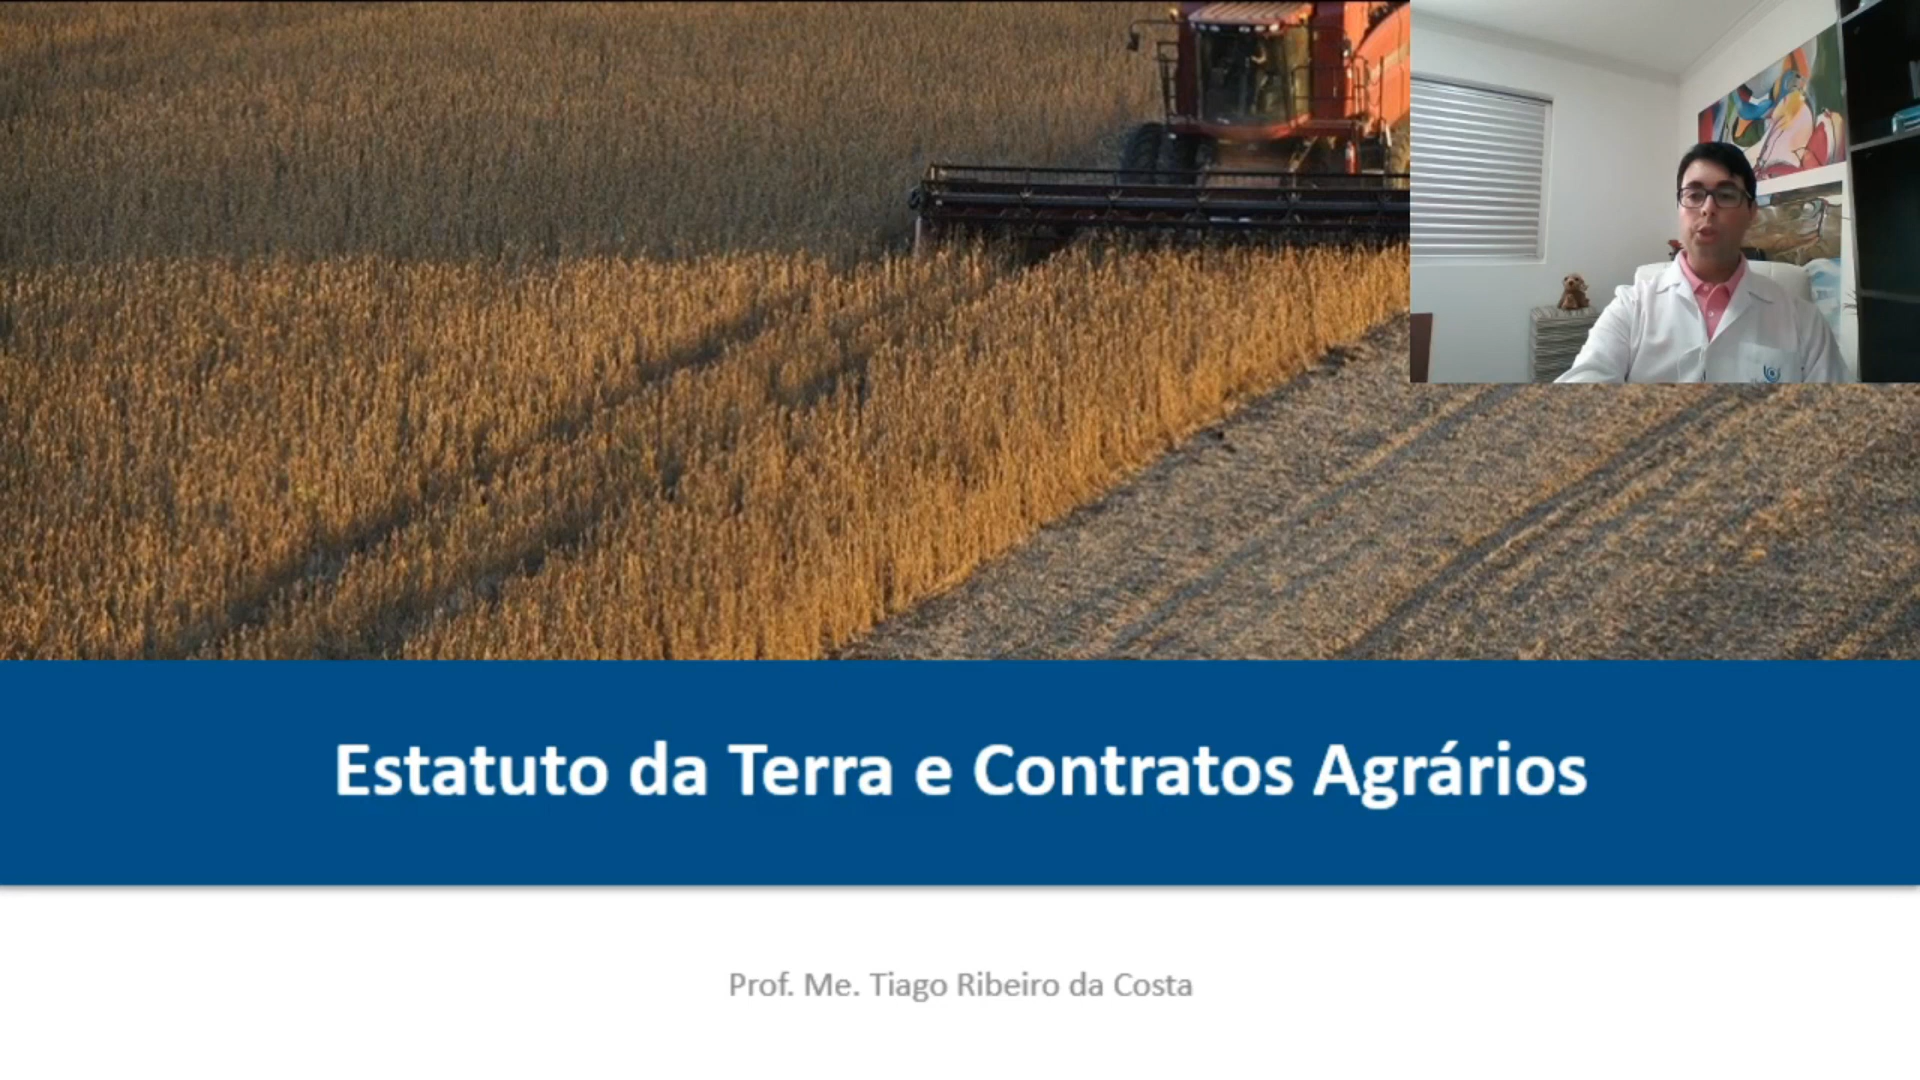 Estatuto da Terra e Contratos Agrários
Prof. Me. Tiago Ribeiro da Costa